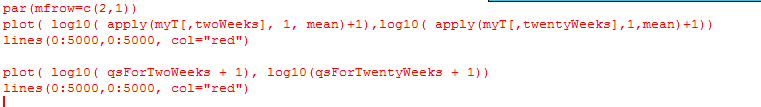 par(mfrow=c(2,1))
plot( log10( apply(myT[,twoWeeks], 1, mean)+1),log10( apply(myT[,twentyWeeks],1,mean)+1))
lines(0:5000,0:5000, col="red")
plot( log10( qsForTwoWeeks + 1), log10(qsForTwentyWeeks + 1))
lines(0:5000,0:5000, col="red")